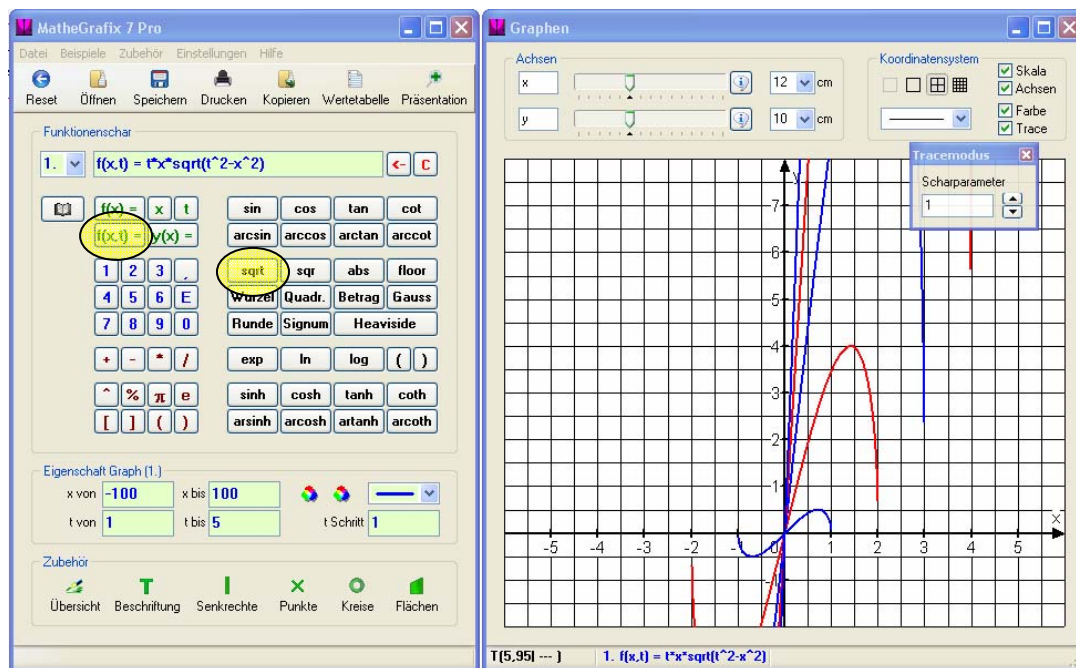 MatheGrafix 7 Pro
Datei Beispiele Zubehör Einstellungen Hilfe
Reset Öffnen Speichern Drucken Kopieren Wertetabelle Präsentation
Funktionenschar
1. f(x,t) = t*x*sqrt(t^2-x^2) <- C
f(x) = x t sin cos tan cot
f(x,t) = y(x) = arcsin arccos arctan arccot
1 2 3 , sqrt sqr abs floor
4 5 6 E Wurzel Quadr. Betrag Gauss
7 8 9 0 Runde Signum Heaviside
+ - * / exp ln log ( )
^ % π e sinh cosh tanh coth
[ ] ( ) arsinh arcosh artanh arcoth
Eigenschaft Graph (1.)
x von -100 x bis 100
t von 1 t bis 5 t Schritt 1
Zubehör
Übersicht Beschriftung Senkrechte Punkte Kreise Flächen
Graphen
Achsen
x 12 cm
y 10 cm
Koordinatensystem
Skala
Achsen
Farbe
Trace
Tracemodus
Scharparameter
1
y
7
6
5
4
3
2
1
x
-5 -4 -3 -2 -1 0 1 2 3 4 5
-1
T(5,95| --- ) 1. f(x,t) = t*x*sqrt(t^2-x^2)